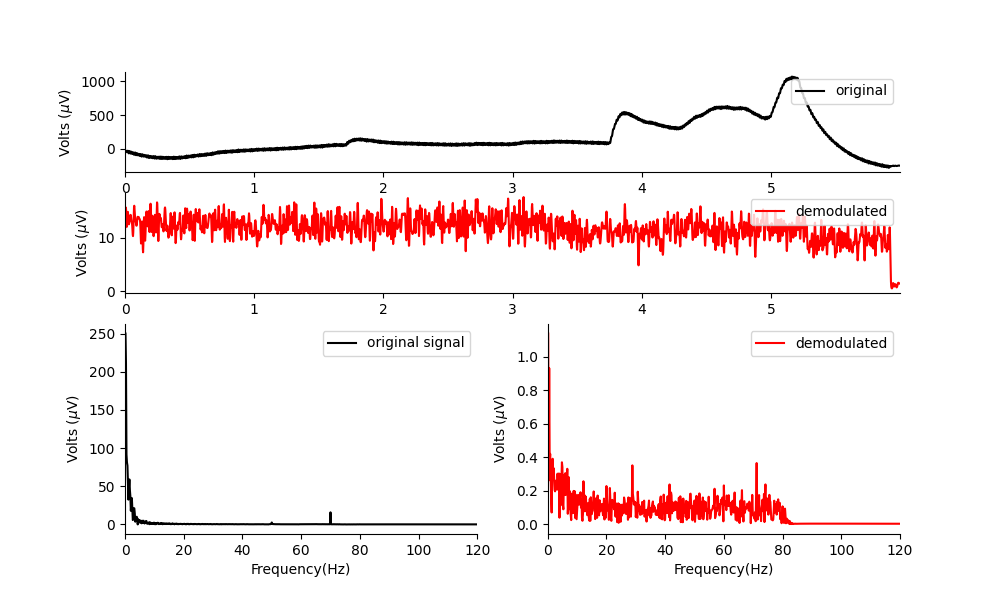 1000
500
0
Volts (μV)
original
0 1 2 3 4 5
10
0
Volts (μV)
demodulated
0 1 2 3 4 5
250
200
150
100
50
0
Volts (μV)
original signal
0 20 40 60 80 100 120
Frequency(Hz)
1.0
0.8
0.6
0.4
0.2
0.0
Volts (μV)
demodulated
0 20 40 60 80 100 120
Frequency(Hz)